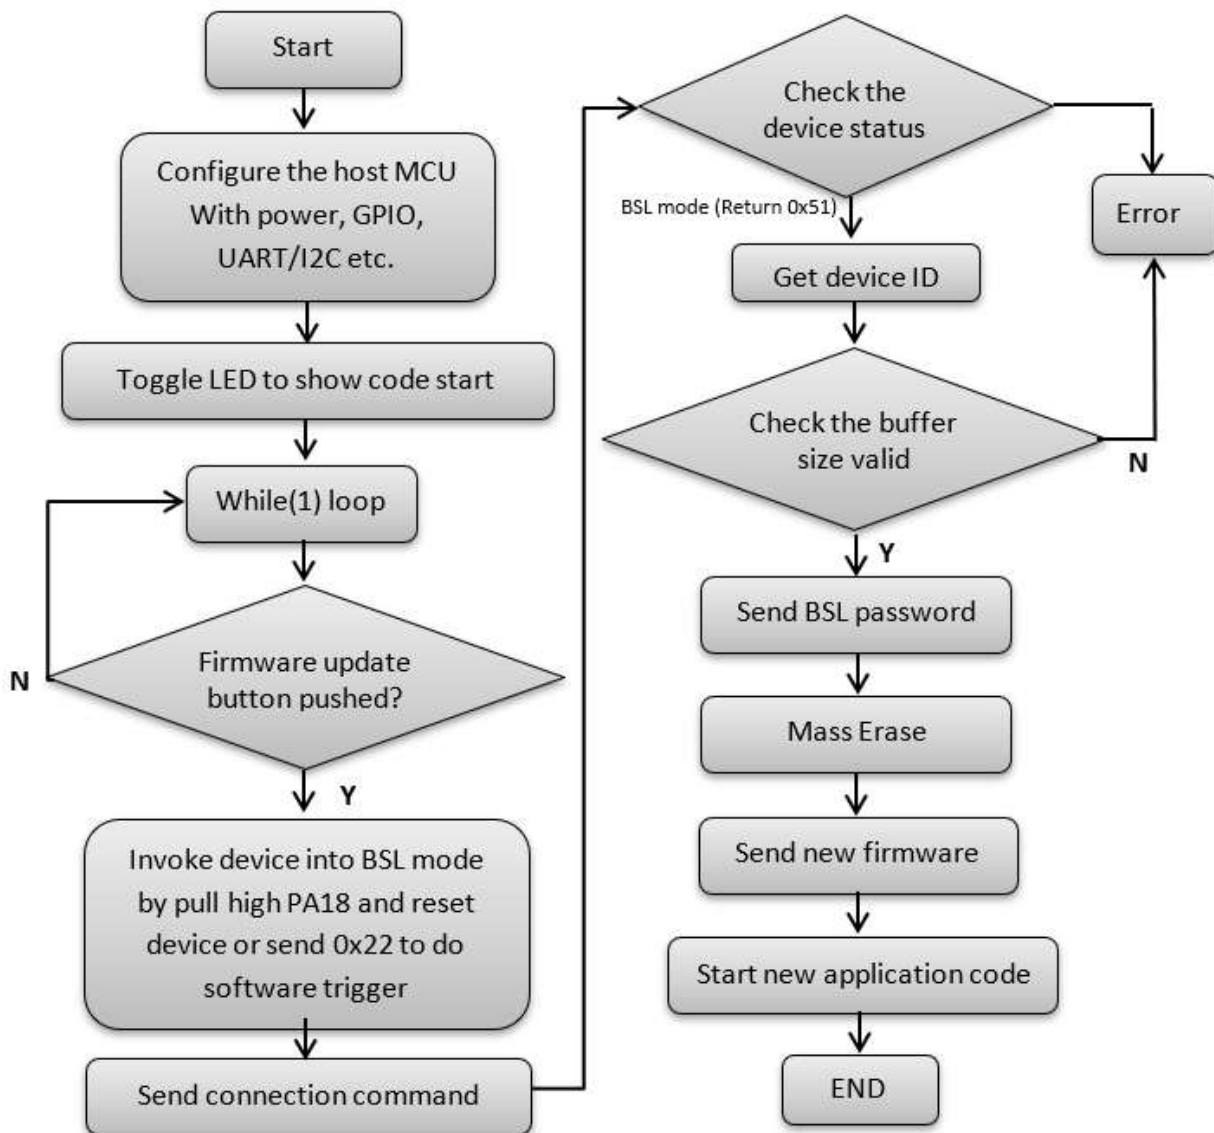 Start
Configure the host MCU
With power, GPIO,
UART/I2C etc.
Toggle LED to show code start
While(1) loop
Firmware update
button pushed?
N
Y
Invoke device into BSL mode
by pull high PA18 and reset
device or send 0x22 to do
software trigger
Send connection command
Check the
device status
BSL mode (Return 0x51)
Error
Get device ID
Check the buffer
size valid
N
Y
Send BSL password
Mass Erase
Send new firmware
Start new application code
END